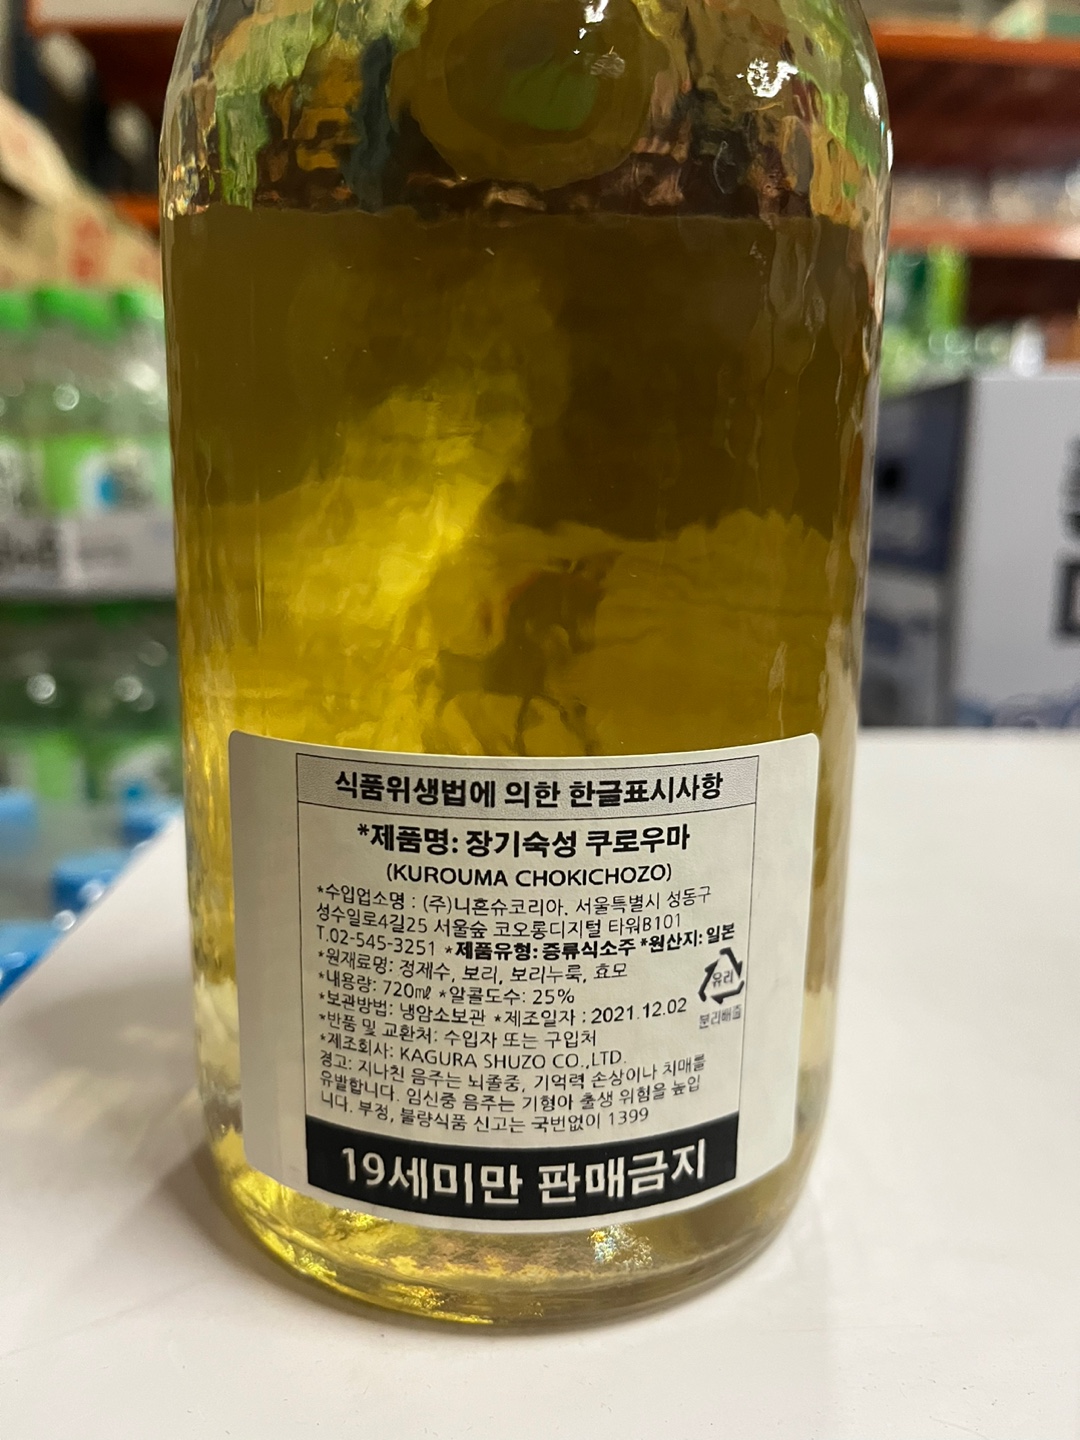 식품위생법에 의한 한글표시사항
*제품명: 장기숙성 쿠로우마
(KUROUMA CHOKICHOZO)
*수입업소명 : (주)니혼슈코리아. 서울특별시 성동구
성수일로4길25 서울숲 코오롱디지털 타워B101
T.02-545-3251 *제품유형: 증류식소주 *원산지: 일본
*원재료명: 정제수, 보리, 보리누룩, 효모
*내용량: 720㎖ *알콜도수: 25%
*보관방법: 냉암소보관 *제조일자 : 2021.12.02
*반품 및 교환처: 수입자 또는 구입처
*제조회사: KAGURA SHUZO CO.,LTD.
경고: 지나친 음주는 뇌졸중, 기억력 손상이나 치매를
유발합니다. 임신중 음주는 기형아 출생 위험을 높입
니다. 부정, 불량식품 신고는 국번없이 1399
유리
분리배출
19세미만 판매금지